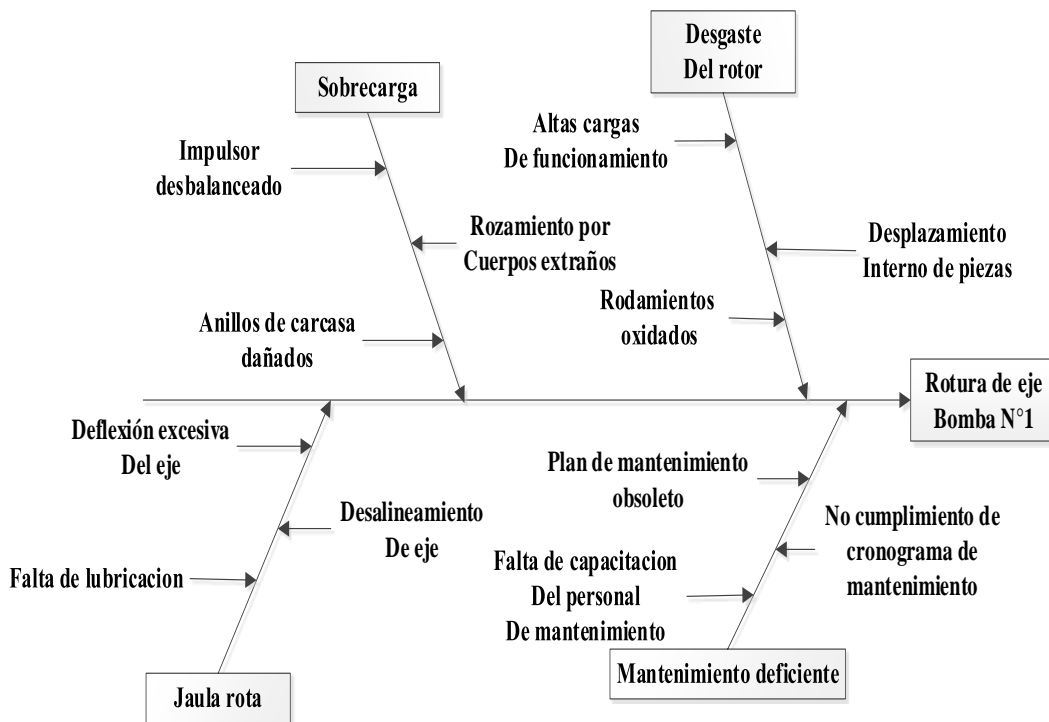 Desgaste
Del rotor
Sobrecarga
Altas cargas
De funcionamiento
Impulsor
desbalanceado
Rozamiento por
Cuerpos extraños
Desplazamiento
Interno de piezas
Rodamientos
oxidados
Anillos de carcasa
dañados
Rotura de eje
Bomba N°1
Deflexión excesiva
Del eje
Plan de mantenimiento
obsoleto
Desalineamiento
De eje
No cumplimiento de
cronograma de
mantenimiento
Falta de lubricacion
Falta de capacitacion
Del personal
De mantenimiento
Mantenimiento deficiente
Jaula rota